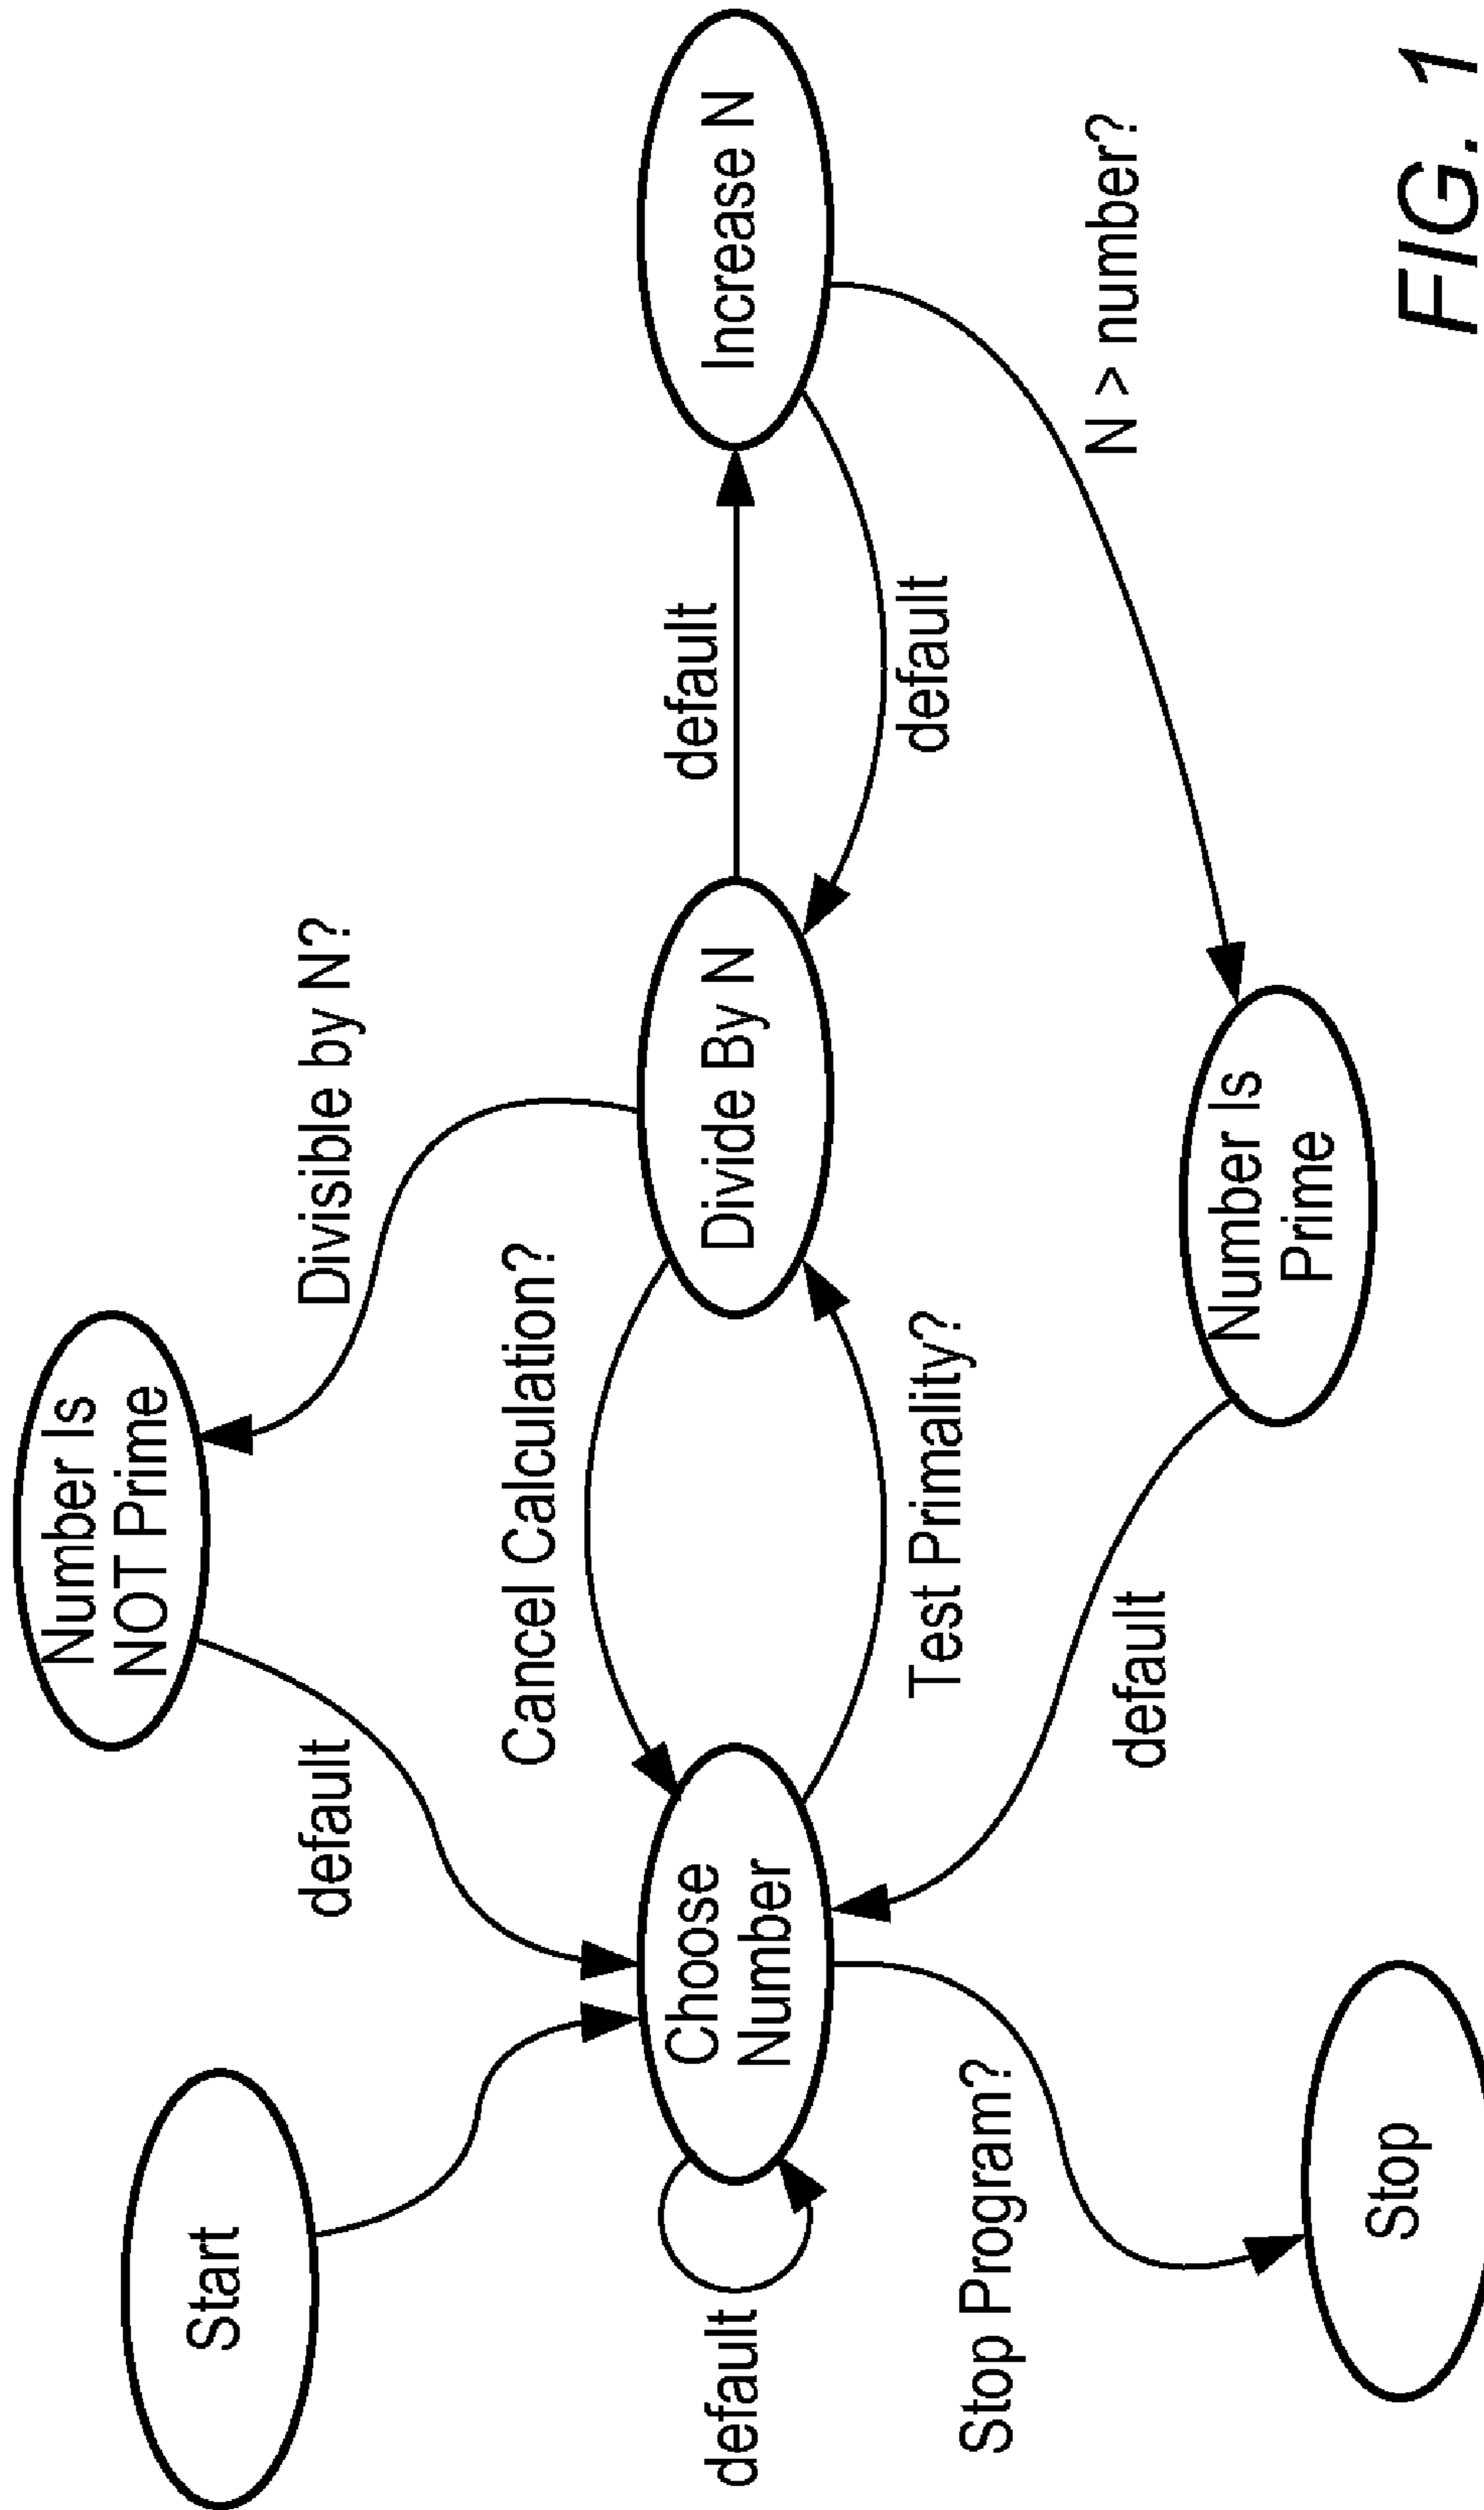 Number Is
NOT Prime
Start
default
Divisible by N?
Cancel Calculation?
default
Choose
Number
Divide By N
Increase N
default
default
Test Primality?
Stop Program?
default
N > number?
Number Is
Prime
Stop
FIG. 1